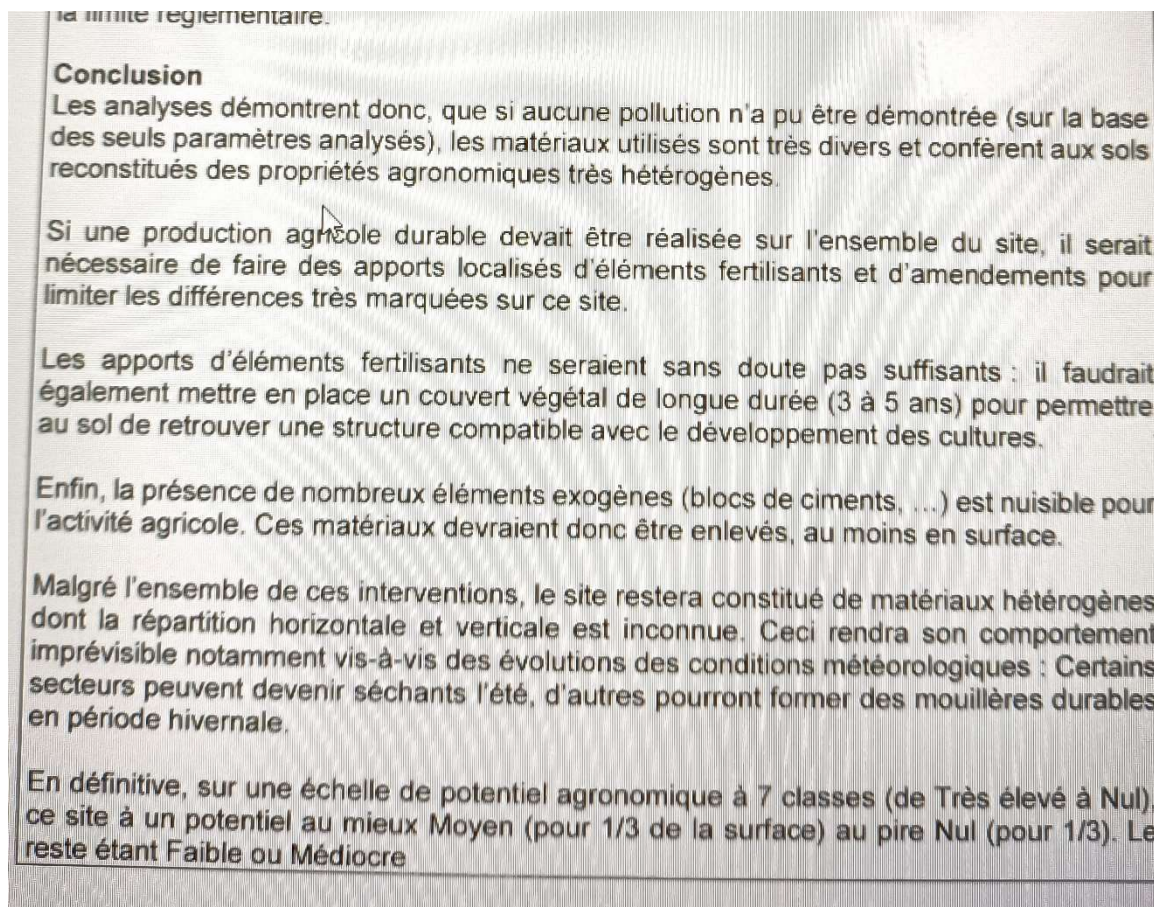 la limite réglementaire.
Conclusion
Les analyses démontrent donc, que si aucune pollution n'a pu être démontrée (sur la base
des seuls paramètres analysés), les matériaux utilisés sont très divers et confèrent aux sols
reconstitués des propriétés agronomiques très hétérogènes.
Si une production agricole durable devait être réalisée sur l'ensemble du site, il serait
nécessaire de faire des apports localisés d'éléments fertilisants et d'amendements pour
limiter les différences très marquées sur ce site.
Les apports d'éléments fertilisants ne seraient sans doute pas suffisants : il faudrait
également mettre en place un couvert végétal de longue durée (3 à 5 ans) pour permettre
au sol de retrouver une structure compatible avec le développement des cultures.
Enfin, la présence de nombreux éléments exogènes (blocs de ciments, ...) est nuisible pour
l'activité agricole. Ces matériaux devraient donc être enlevés, au moins en surface.
Malgré l'ensemble de ces interventions, le site restera constitué de matériaux hétérogènes
dont la répartition horizontale et verticale est inconnue. Ceci rendra son comportement
imprévisible notamment vis-à-vis des évolutions des conditions météorologiques : Certains
secteurs peuvent devenir séchants l'été, d'autres pourront former des mouillères durables
en période hivernale.
En définitive, sur une échelle de potentiel agronomique à 7 classes (de Très élevé à Nul),
ce site à un potentiel au mieux Moyen (pour 1/3 de la surface) au pire Nul (pour 1/3). Le
reste étant Faible ou Médiocre